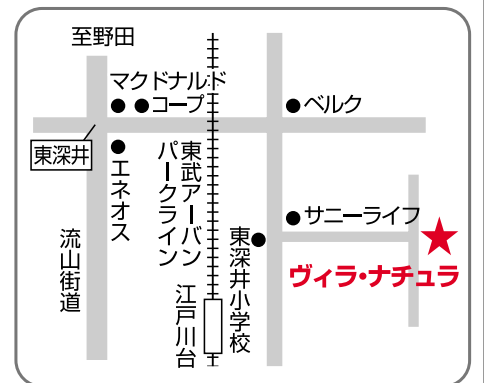 至野田
マクドナルド
コープ
ベルク
東深井
エネオス
東武アーバン
パークライン
サニーライフ
流山街道
東深井小学校
ヴィラ・ナチュラ
江戸川台